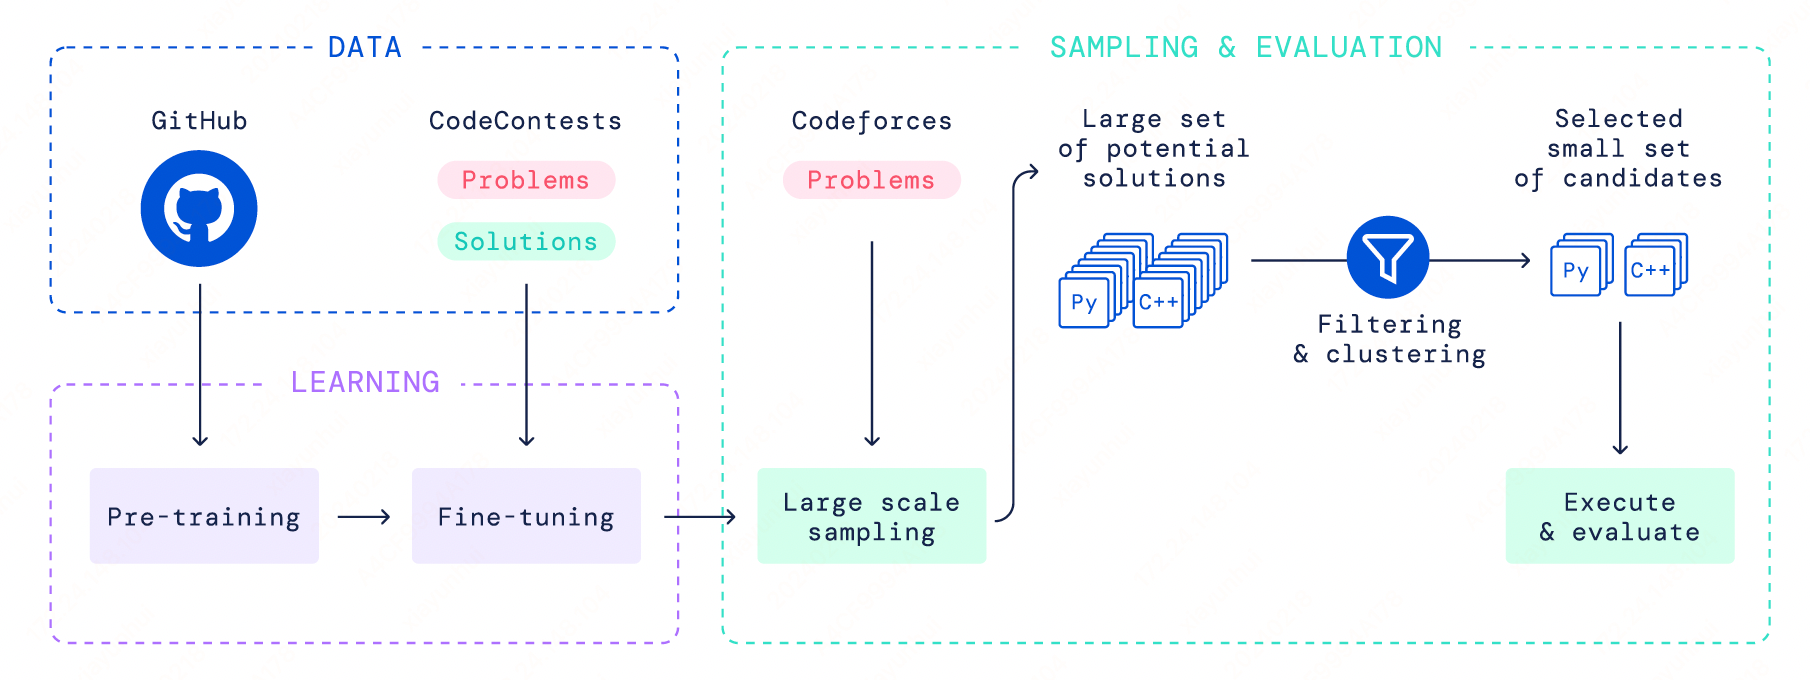 DATA
GitHub
CodeContests
Problems
Solutions
LEARNING
Pre-training
Fine-tuning
SAMPLING & EVALUATION
Codeforces
Problems
Large scale
sampling
Large set
of potential
solutions
Py
C++
Filtering
& clustering
Selected
small set
of candidates
Py
C++
Execute
& evaluate